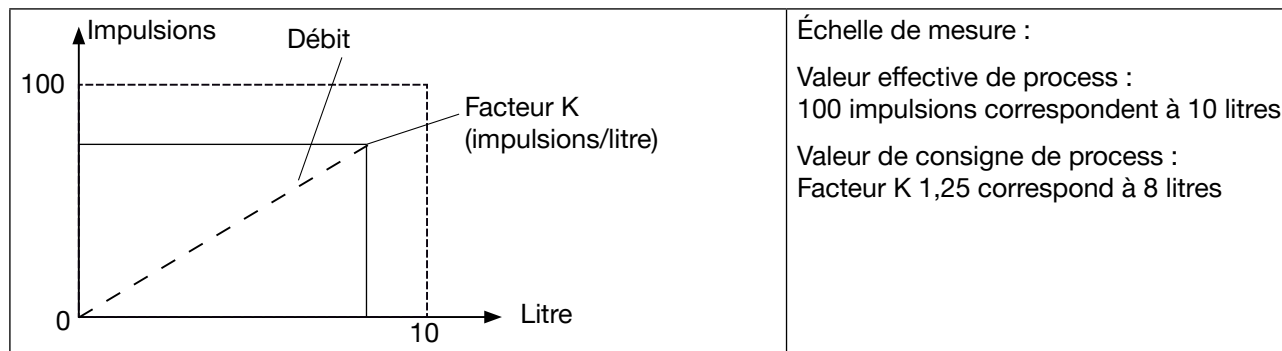 Impulsions
Débit
100
Facteur K
(impulsions/litre)
0
10
Litre
Échelle de mesure :
Valeur effective de process :
100 impulsions correspondent à 10 litres
Valeur de consigne de process :
Facteur K 1,25 correspond à 8 litres